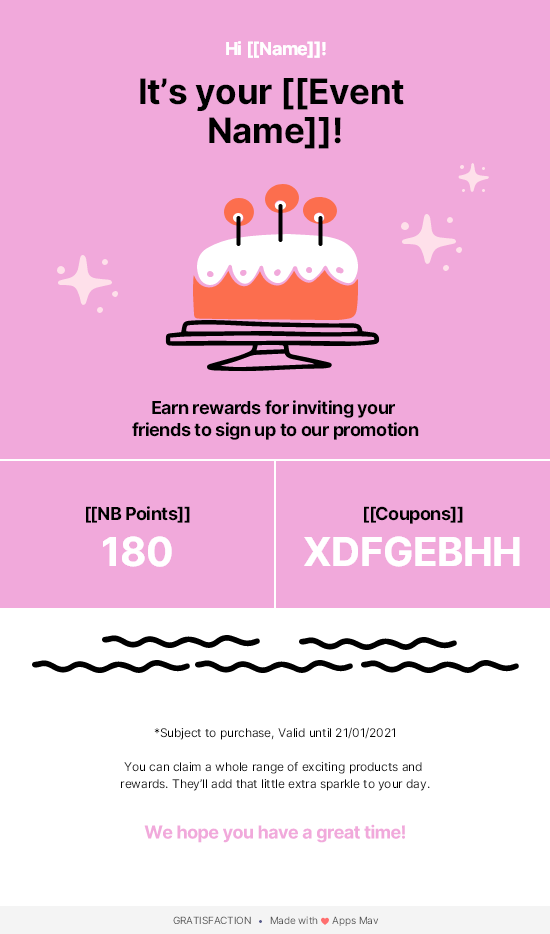 Hi [[Name]]!
It’s your [[Event
Name]]!
Earn rewards for inviting your
friends to sign up to our promotion
[[NB Points]]
180
[[Coupons]]
XDFGEBHH
*Subject to purchase, Valid until 21/01/2021
You can claim a whole range of exciting products and
rewards. They’ll add that little extra sparkle to your day.
We hope you have a great time!
GRATISFACTION • Made with ❤ Apps Mav